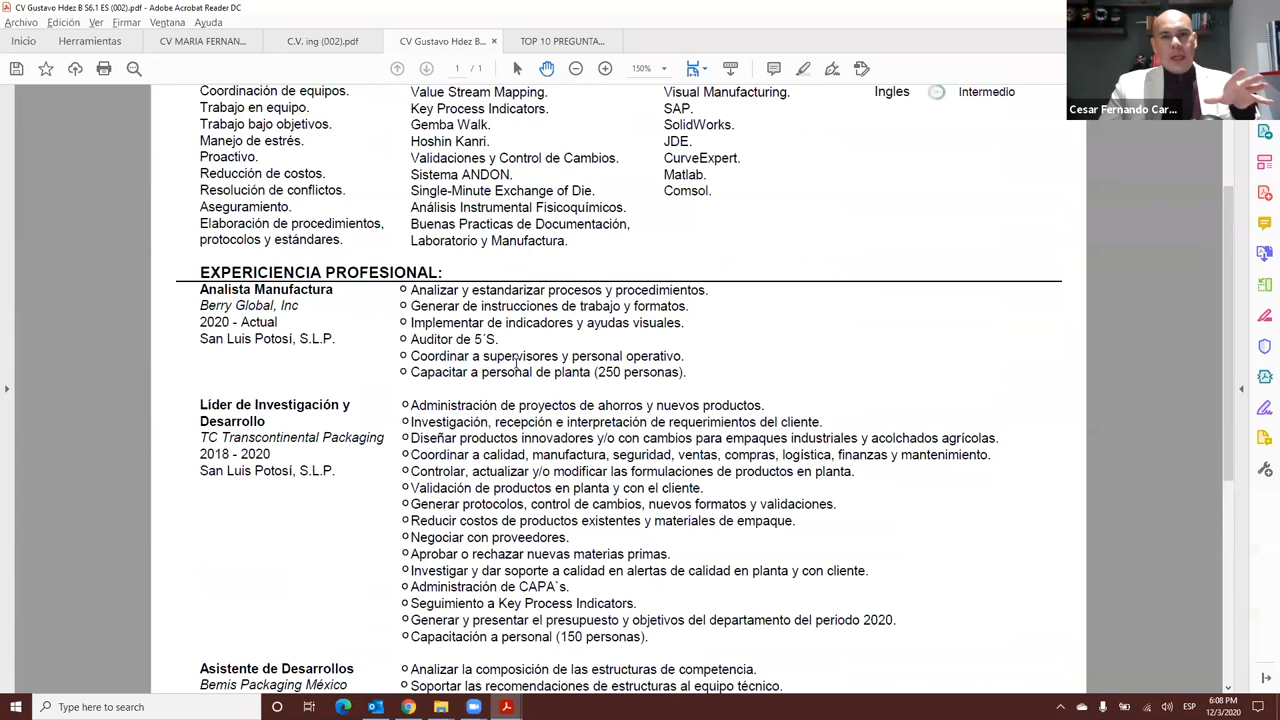 CV Gustavo Hdez B S6.1 ES (002).pdf - Adobe Acrobat Reader DC
Archivo Edición Ver Firmar Ventana Ayuda
Inicio Herramientas CV MARIA FERNAN... C.V. ing (002).pdf CV Gustavo Hdez B... × TOP 10 PREGUNTA...
1 / 1 150%
Cesar Fernando Car...
Coordinación de equipos.
Trabajo en equipo.
Trabajo bajo objetivos.
Manejo de estrés.
Proactivo.
Reducción de costos.
Resolución de conflictos.
Aseguramiento.
Elaboración de procedimientos,
protocolos y estándares.
Value Stream Mapping.
Key Process Indicators.
Gemba Walk.
Hoshin Kanri.
Validaciones y Control de Cambios.
Sistema ANDON.
Single-Minute Exchange of Die.
Análisis Instrumental Fisicoquímicos.
Buenas Practicas de Documentación,
Laboratorio y Manufactura.
Visual Manufacturing.
SAP.
SolidWorks.
JDE.
CurveExpert.
Matlab.
Comsol.
Ingles Intermedio
EXPERICIENCIA PROFESIONAL:
Analista Manufactura
Berry Global, Inc
2020 - Actual
San Luis Potosí, S.L.P.
Analizar y estandarizar procesos y procedimientos.
Generar de instrucciones de trabajo y formatos.
Implementar de indicadores y ayudas visuales.
Auditor de 5´S.
Coordinar a supervisores y personal operativo.
Capacitar a personal de planta (250 personas).
Líder de Investigación y
Desarrollo
TC Transcontinental Packaging
2018 - 2020
San Luis Potosí, S.L.P.
Administración de proyectos de ahorros y nuevos productos.
Investigación, recepción e interpretación de requerimientos del cliente.
Diseñar productos innovadores y/o con cambios para empaques industriales y acolchados agrícolas.
Coordinar a calidad, manufactura, seguridad, ventas, compras, logística, finanzas y mantenimiento.
Controlar, actualizar y/o modificar las formulaciones de productos en planta.
Validación de productos en planta y con el cliente.
Generar protocolos, control de cambios, nuevos formatos y validaciones.
Reducir costos de productos existentes y materiales de empaque.
Negociar con proveedores.
Aprobar o rechazar nuevas materias primas.
Investigar y dar soporte a calidad en alertas de calidad en planta y con cliente.
Administración de CAPA`s.
Seguimiento a Key Process Indicators.
Generar y presentar el presupuesto y objetivos del departamento del periodo 2020.
Capacitación a personal (150 personas).
Asistente de Desarrollos
Bemis Packaging México
Analizar la composición de las estructuras de competencia.
Soportar las recomendaciones de estructuras al equipo técnico.
Type here to search
ESP
6:08 PM
12/3/2020